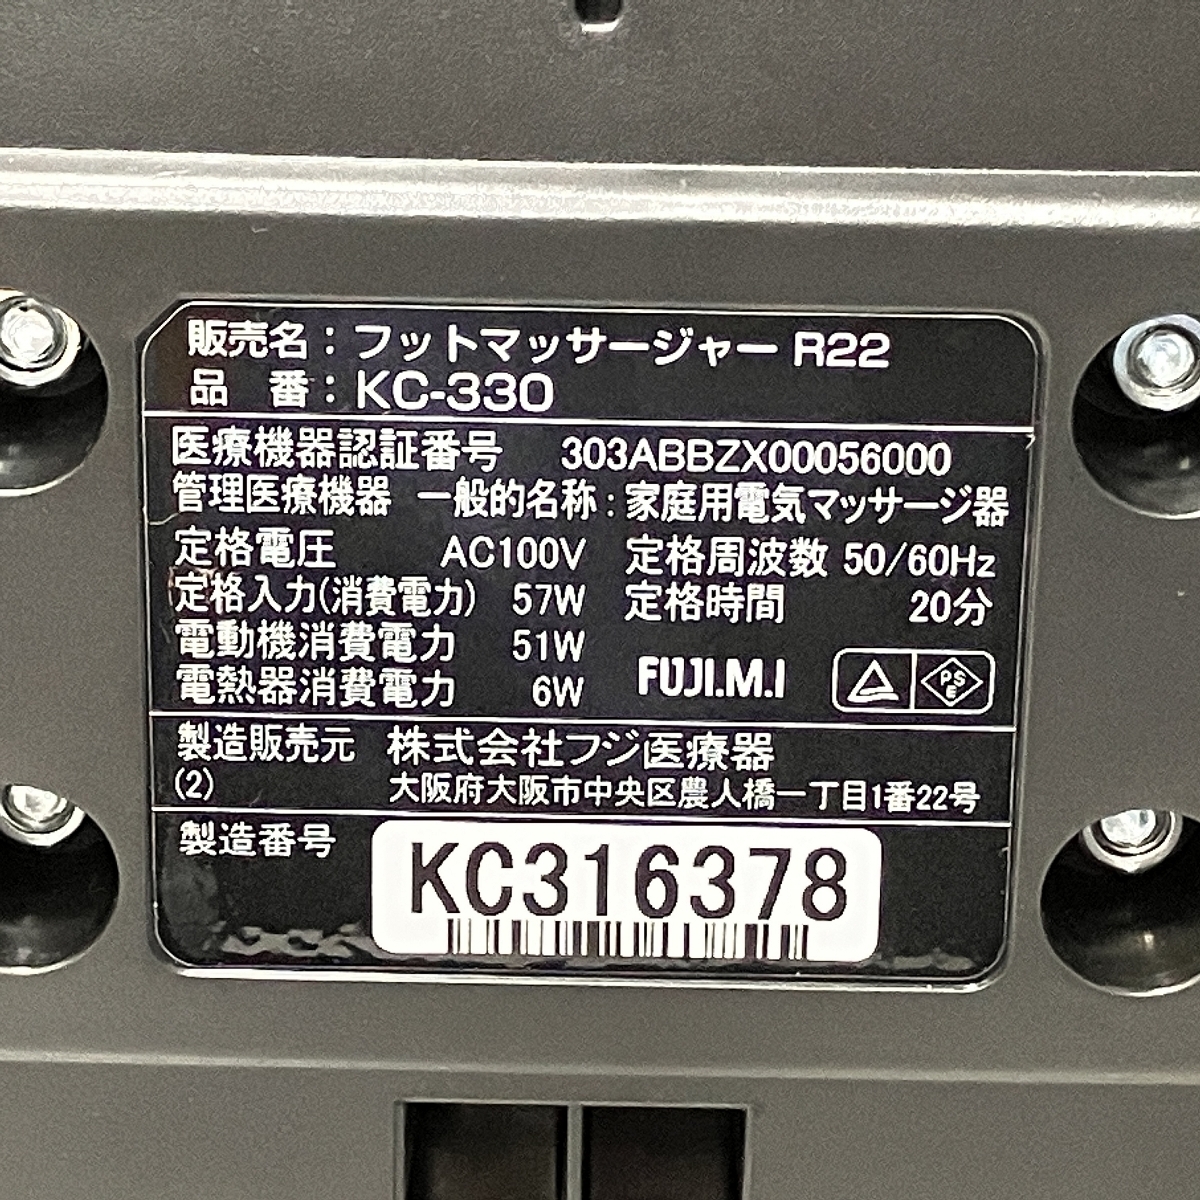 販売名：フットマッサージャー R22
品 番：KC-330
医療機器認証番号 303ABBZX00056000
管理医療機器 一般的名称：家庭用電気マッサージ器
定格電圧 AC100V 定格周波数 50/60Hz
定格入力(消費電力) 57W 定格時間 20分
電動機消費電力 51W
電熱器消費電力 6W
FUJI.M.I
PSE
製造販売元 株式会社フジ医療器
(2) 大阪府大阪市中央区農人橋一丁目1番22号
製造番号 KC316378